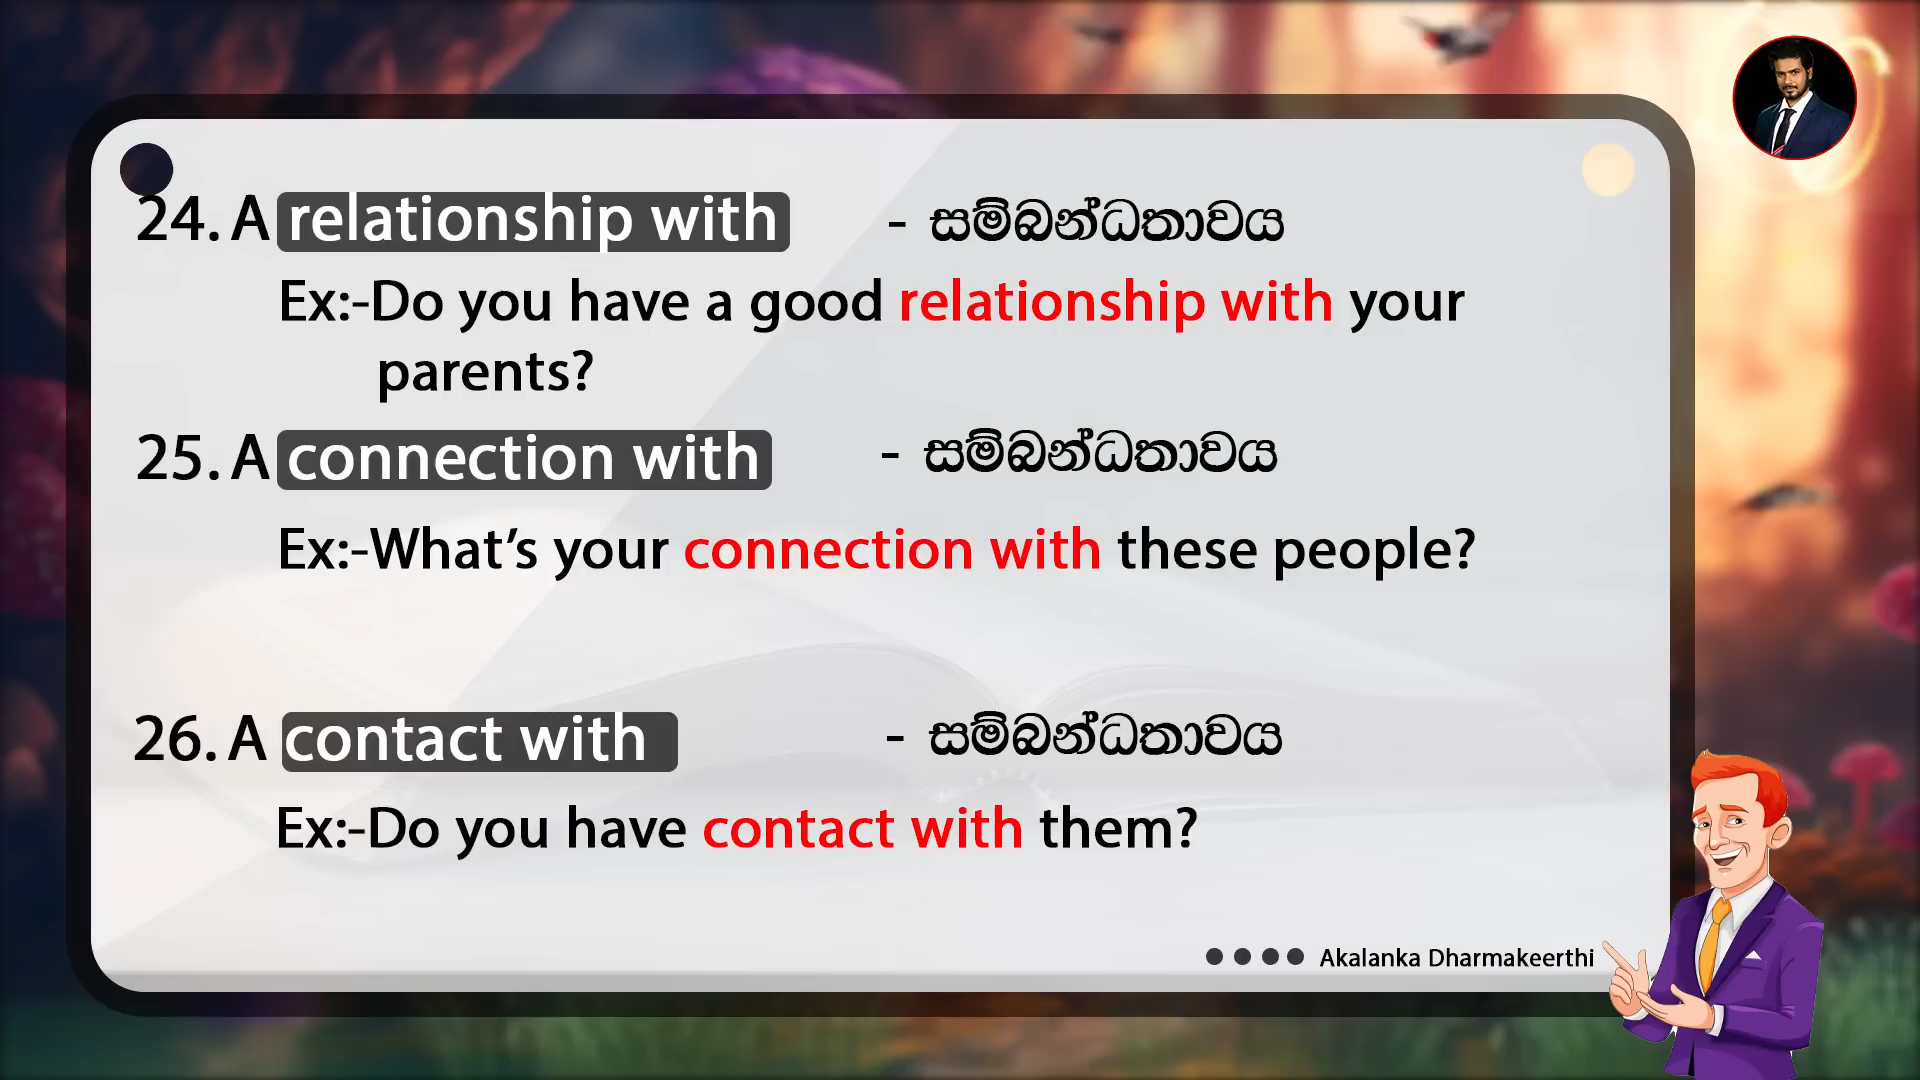 24. A relationship with - සම්බන්ධතාවය
Ex:-Do you have a good relationship with your
parents?
25. A connection with - සම්බන්ධතාවය
Ex:-What’s your connection with these people?
26. A contact with - සම්බන්ධතාවය
Ex:-Do you have contact with them?
Akalanka Dharmakeerthi